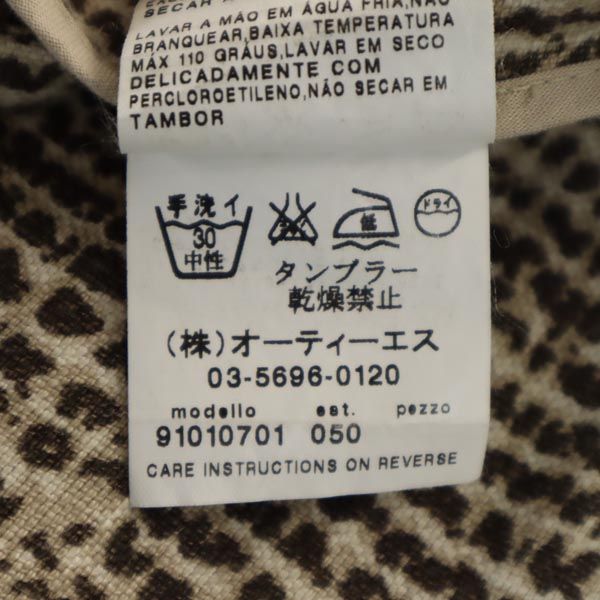 SECAR
LAVAR A MÃO EM ÁGUA FRIA,NÃO
BRANQUEAR,BAIXA TEMPERATURA
MÁX 110 GRÁUS,LAVAR EM SECO
DELICADAMENTE COM
PERCLOROETILENO,NÃO SECAR EM
TAMBOR
手洗イ
30
中性
低
ドライ
タンブラー
乾燥禁止
(株)オーティーエス
03-5696-0120
modello est. pezzo
91010701 050
CARE INSTRUCTIONS ON REVERSE